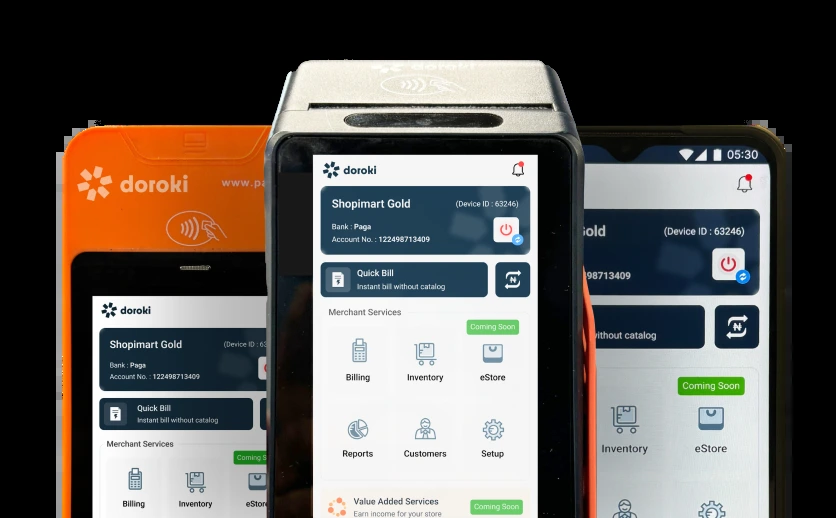 doroki
www.pa
doroki
Shopimart Gold
(Device ID : 63
Bank : Paga
Account No. : 122498713409
Quick Bill
Instant bill without catalog
Merchant Services
Coming So
Billing
Inventory
eStor
doroki
Shopimart Gold
(Device ID : 63246)
Bank : Paga
Account No. : 122498713409
Quick Bill
Instant bill without catalog
Merchant Services
Coming Soon
Billing
Inventory
eStore
Reports
Customers
Setup
Value Added Services
Earn income for your store
Coming Soon
05:30
Gold
(Device ID : 63246)
98713409
without catalog
Coming Soon
Inventory
eStore